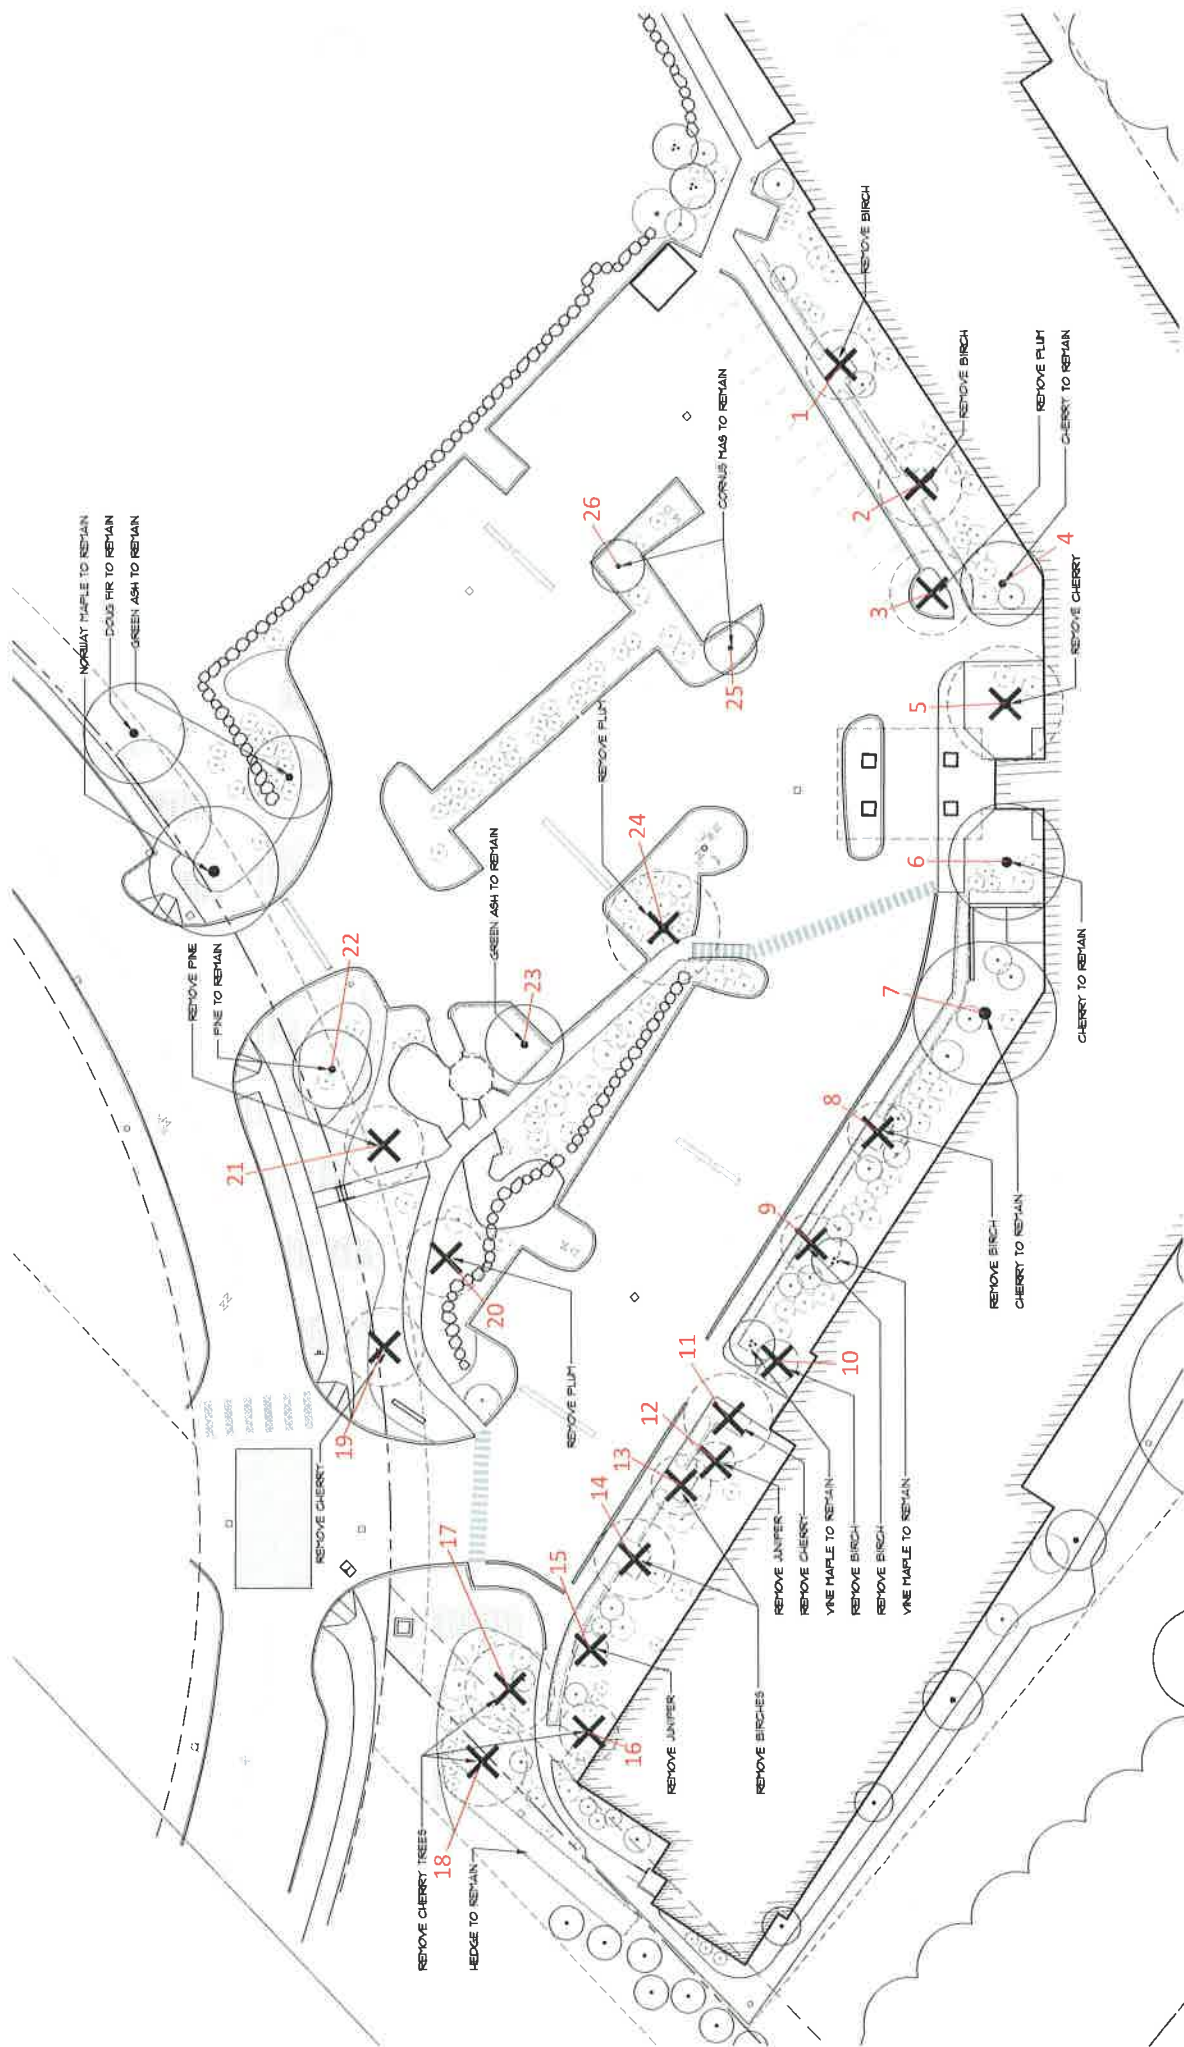 NORWAY MAPLE TO REMAIN
DOUG FIR TO REMAIN
GREEN ASH TO REMAIN
REMOVE PINE
PINE TO REMAIN
22
21
GREEN ASH TO REMAIN
23
REMOVE PLUM
24
26
25
CORNUS MAS TO REMAIN
1
REMOVE BIRCH
2
REMOVE BIRCH
3
REMOVE PLUM
CHERRY TO REMAIN
4
5
REMOVE CHERRY
6
CHERRY TO REMAIN
7
8
REMOVE BIRCH
CHERRY TO REMAIN
9
10
11
12
13
14
15
16
REMOVE JUNIPER
REMOVE CHERRY
VINE MAPLE TO REMAIN
REMOVE BIRCH
REMOVE BIRCH
VINE MAPLE TO REMAIN
REMOVE BIRCHES
REMOVE JUNIPER
20
REMOVE PLUM
19
REMOVE CHERRY
17
18
REMOVE CHERRY TREES
HEDGE TO REMAIN